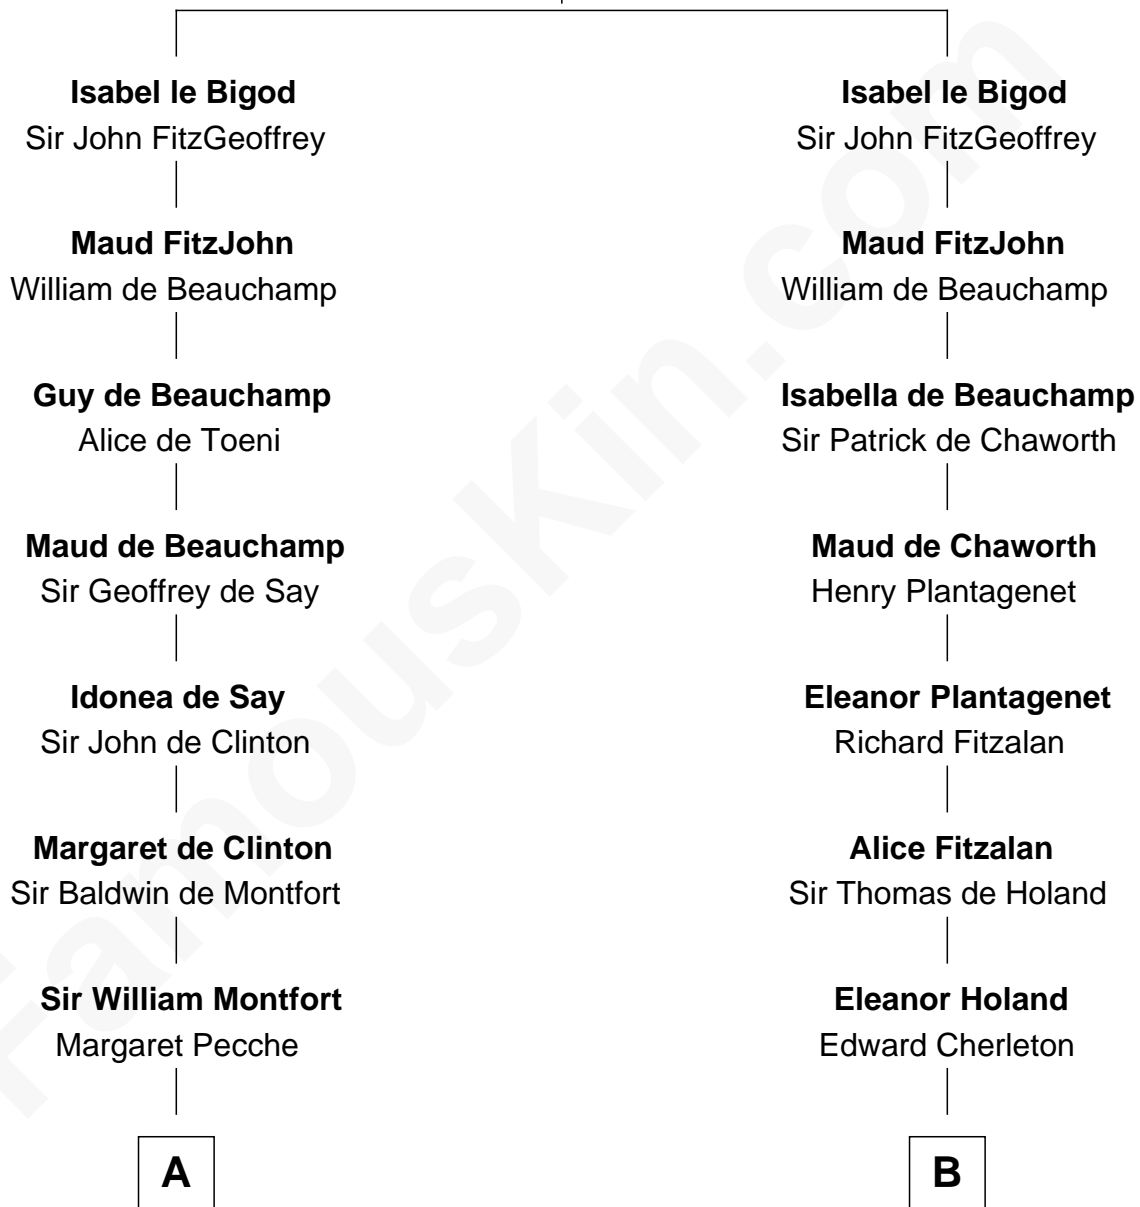 Isabel le Bigod
Sir John FitzGeoffrey
Maud FitzJohn
William de Beauchamp
Guy de Beauchamp
Alice de Toeni
Maud de Beauchamp
Sir Geoffrey de Say
Idonea de Say
Sir John de Clinton
Margaret de Clinton
Sir Baldwin de Montfort
Sir William Montfort
Margaret Pecche
A
Isabel le Bigod
Sir John FitzGeoffrey
Maud FitzJohn
William de Beauchamp
Isabella de Beauchamp
Sir Patrick de Chaworth
Maud de Chaworth
Henry Plantagenet
Eleanor Plantagenet
Richard Fitzalan
Alice Fitzalan
Sir Thomas de Holand
Eleanor Holand
Edward Cherleton
B
FamousKin.com